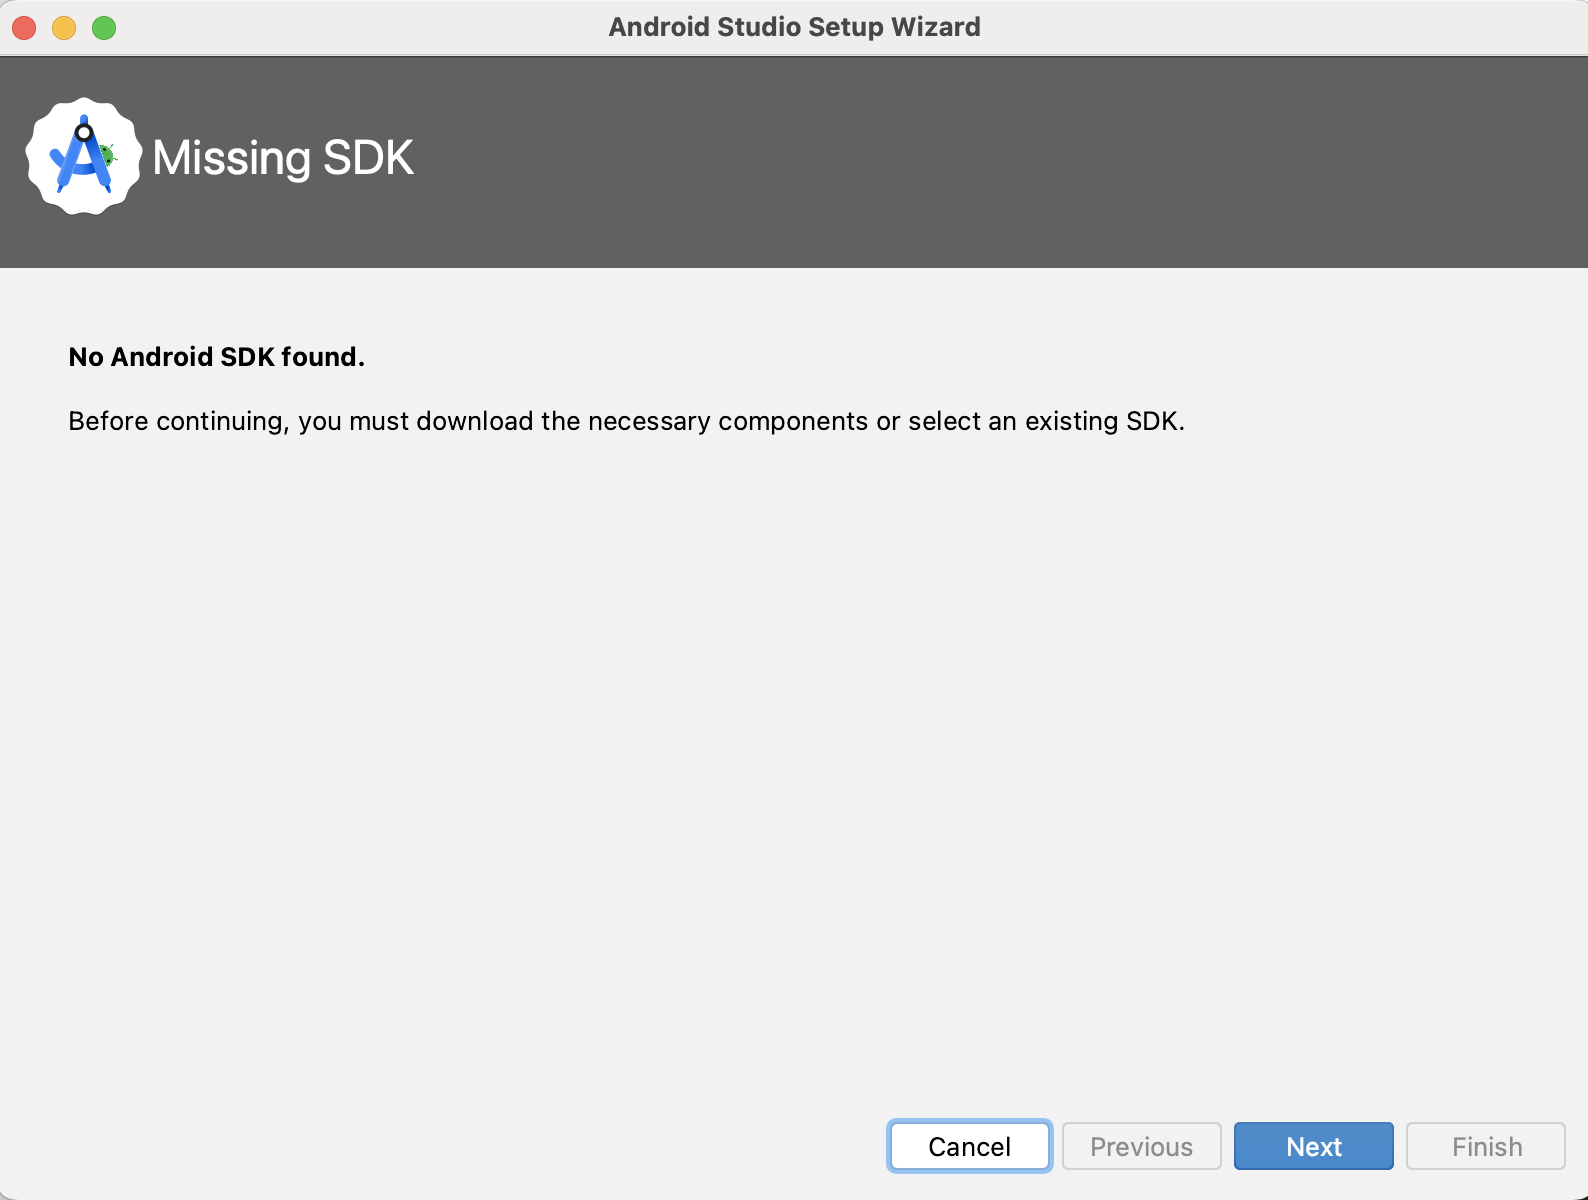 Android Studio Setup Wizard
Missing SDK
No Android SDK found.
Before continuing, you must download the necessary components or select an existing SDK.
Cancel
Previous
Next
Finish